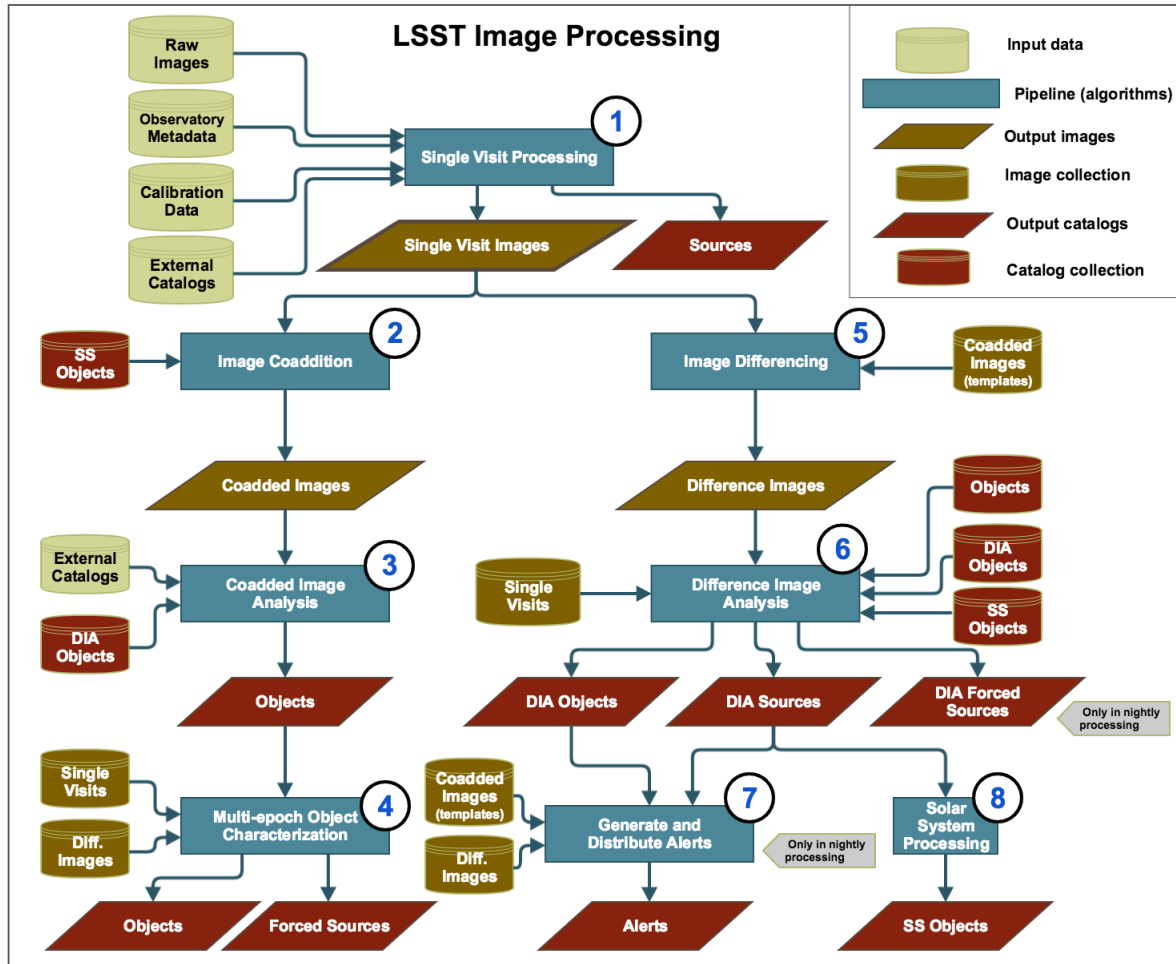 LSST Image Processing
Raw
Images
Observatory
Metadata
Calibration
Data
External
Catalogs
1
Single Visit Processing
Single Visit Images
Sources
Input data
Pipeline (algorithms)
Output images
Image collection
Output catalogs
Catalog collection
SS
Objects
2
Image Coaddition
5
Image Differencing
Coadded
Images
(templates)
Coadded Images
Difference Images
External
Catalogs
DIA
Objects
3
Coadded Image
Analysis
Single
Visits
6
Difference Image
Analysis
Objects
DIA
Objects
SS
Objects
Objects
DIA Objects
DIA Sources
DIA Forced
Sources
Only in nightly
processing
Single
Visits
Diff.
Images
4
Multi-epoch Object
Characterization
Coadded
Images
(templates)
Diff.
Images
7
Generate and
Distribute Alerts
Only in nightly
processing
8
Solar
System
Processing
Objects
Forced Sources
Alerts
SS Objects